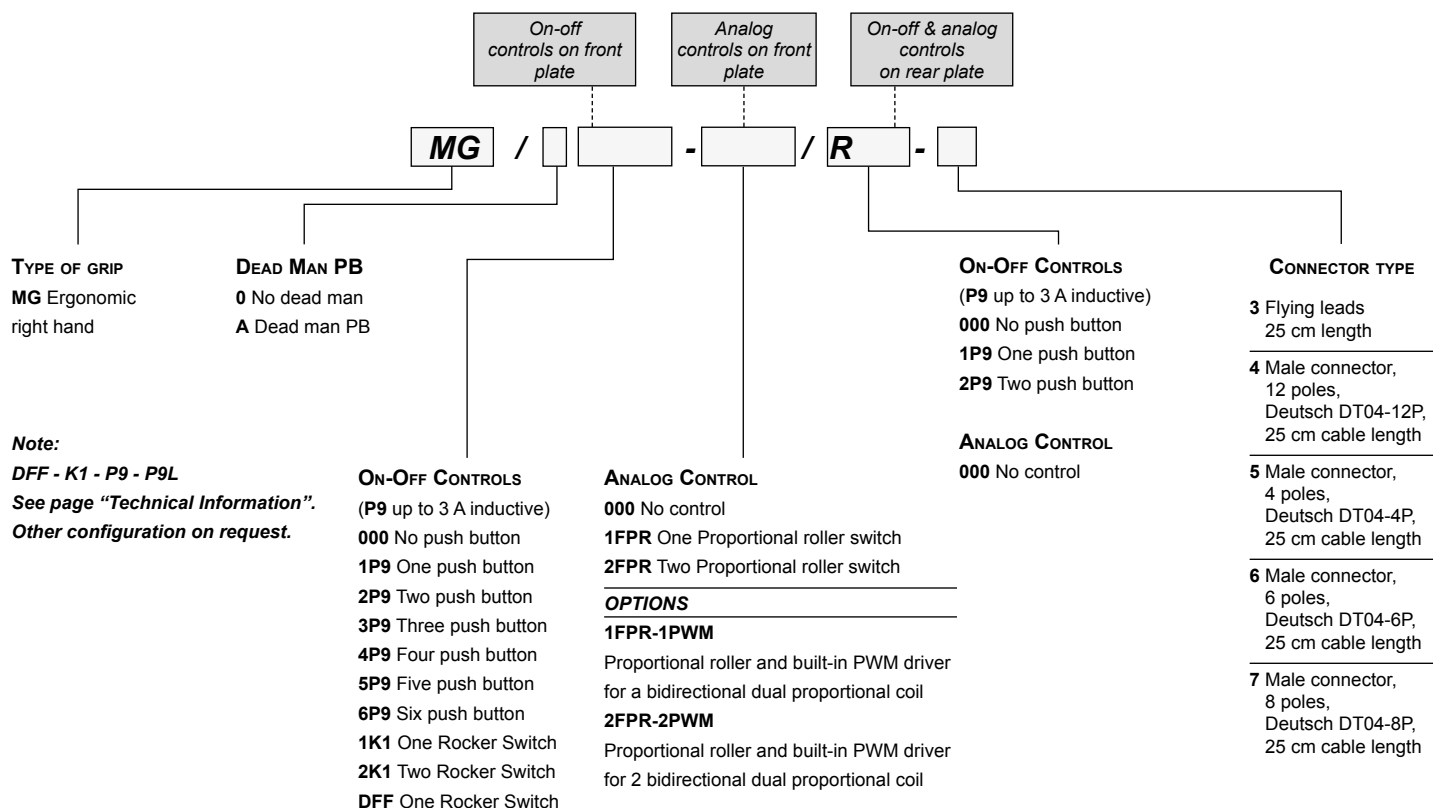 On-off
controls on front
plate
Analog
controls on front
plate
On-off & analog
controls
on rear plate
MG / - / R -
TYPE OF GRIP
MG Ergonomic
right hand
DEAD MAN PB
0 No dead man
A Dead man PB
Note:
DFF - K1 - P9 - P9L
See page “Technical Information”.
Other configuration on request.
ON-OFF CONTROLS
(P9 up to 3 A inductive)
000 No push button
1P9 One push button
2P9 Two push button
3P9 Three push button
4P9 Four push button
5P9 Five push button
6P9 Six push button
1K1 One Rocker Switch
2K1 Two Rocker Switch
DFF One Rocker Switch
ANALOG CONTROL
000 No control
1FPR One Proportional roller switch
2FPR Two Proportional roller switch
OPTIONS
1FPR-1PWM
Proportional roller and built-in PWM driver
for a bidirectional dual proportional coil
2FPR-2PWM
Proportional roller and built-in PWM driver
for 2 bidirectional dual proportional coil
ON-OFF CONTROLS
(P9 up to 3 A inductive)
000 No push button
1P9 One push button
2P9 Two push button
ANALOG CONTROL
000 No control
CONNECTOR TYPE
3 Flying leads
25 cm length
4 Male connector,
12 poles,
Deutsch DT04-12P,
25 cm cable length
5 Male connector,
4 poles,
Deutsch DT04-4P,
25 cm cable length
6 Male connector,
6 poles,
Deutsch DT04-6P,
25 cm cable length
7 Male connector,
8 poles,
Deutsch DT04-8P,
25 cm cable length